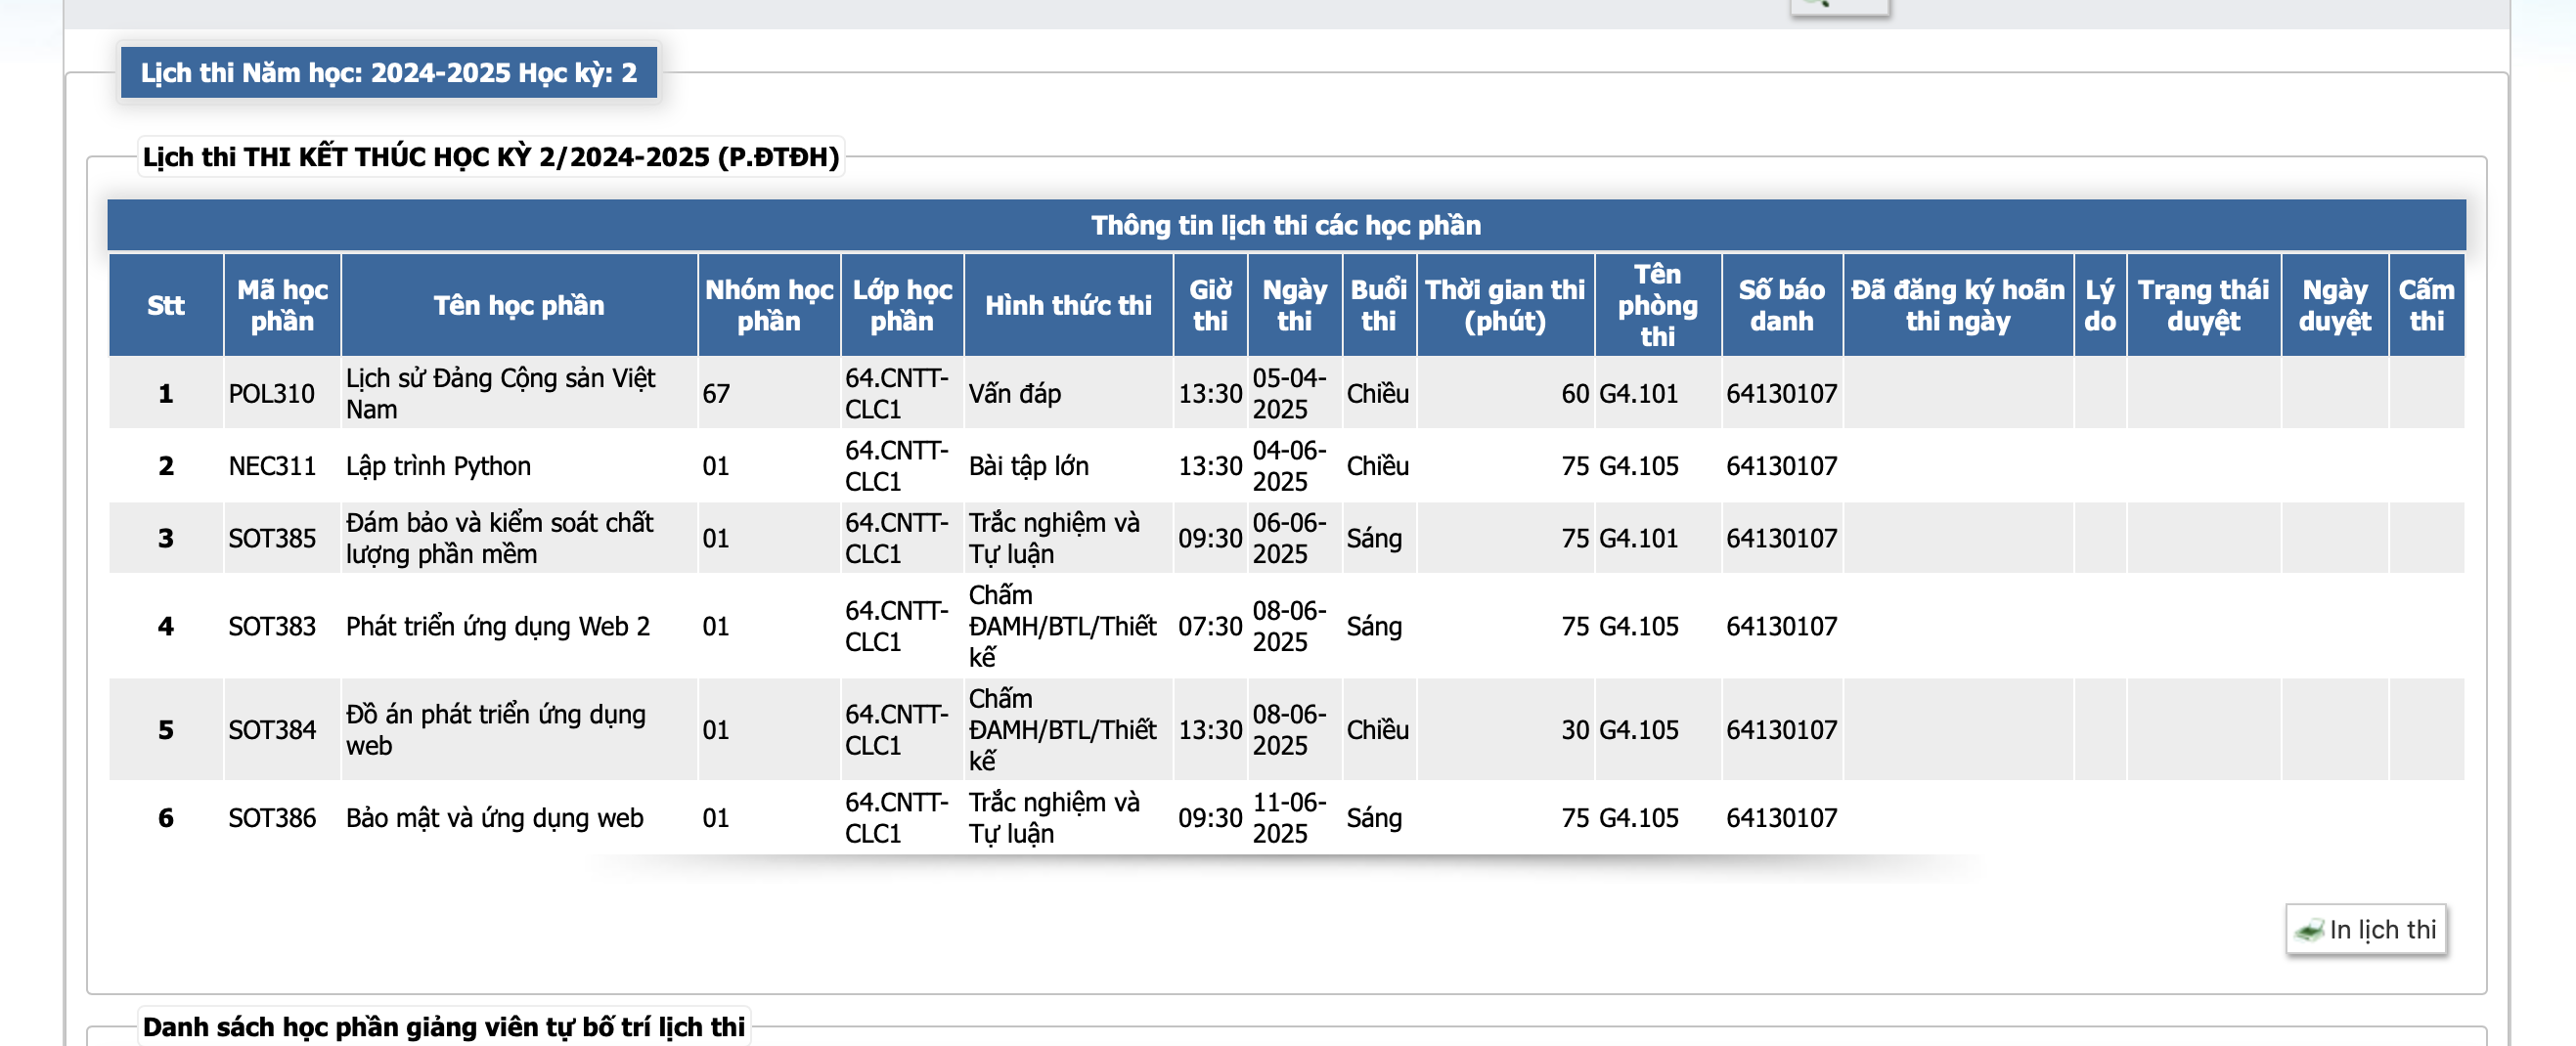 Lịch thi Năm học: 2024-2025 Học kỳ: 2
Lịch thi THI KẾT THÚC HỌC KỲ 2/2024-2025 (P.ĐTĐH)
Thông tin lịch thi các học phần
Stt
Mã học
phần
Tên học phần
Nhóm học
phần
Lớp học
phần
Hình thức thi
Giờ
thi
Ngày
thi
Buổi
thi
Thời gian thi
(phút)
Tên
phòng
thi
Số báo
danh
Đã đăng ký hoãn
thi ngày
Lý
do
Trạng thái
duyệt
Ngày
duyệt
Cấm
thi
1
POL310
Lịch sử Đảng Cộng sản Việt
Nam
67
64.CNTT-
CLC1
Vấn đáp
13:30
05-04-
2025
Chiều
60
G4.101
64130107
2
NEC311
Lập trình Python
01
64.CNTT-
CLC1
Bài tập lớn
13:30
04-06-
2025
Chiều
75
G4.105
64130107
3
SOT385
Đám bảo và kiểm soát chất
lượng phần mềm
01
64.CNTT-
CLC1
Trắc nghiệm và
Tự luận
09:30
06-06-
2025
Sáng
75
G4.101
64130107
4
SOT383
Phát triển ứng dụng Web 2
01
64.CNTT-
CLC1
Chấm
ĐAMH/BTL/Thiết
kế
07:30
08-06-
2025
Sáng
75
G4.105
64130107
5
SOT384
Đồ án phát triển ứng dụng
web
01
64.CNTT-
CLC1
Chấm
ĐAMH/BTL/Thiết
kế
13:30
08-06-
2025
Chiều
30
G4.105
64130107
6
SOT386
Bảo mật và ứng dụng web
01
64.CNTT-
CLC1
Trắc nghiệm và
Tự luận
09:30
11-06-
2025
Sáng
75
G4.105
64130107
In lịch thi
Danh sách học phần giảng viên tự bố trí lịch thi